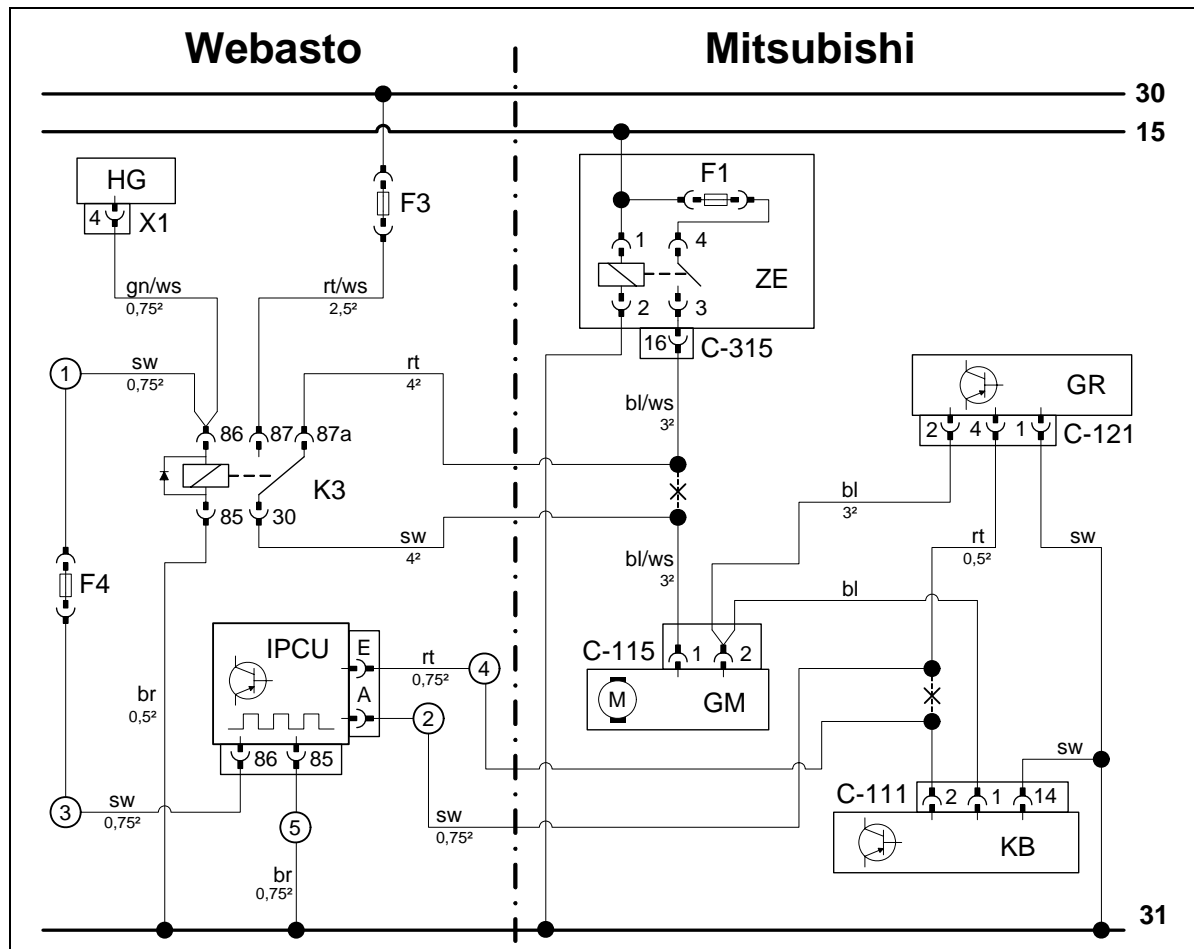 Webasto
Mitsubishi
30
15
HG
4
X1
F3
F1
1
4
ZE
2
3
16
C-315
gn/ws
0,75²
rt/ws
2,5²
1
sw
0,75²
rt
4²
bl/ws
3²
GR
2
4
1
C-121
86
87
87a
K3
85
30
sw
4²
bl/ws
3²
bl
3²
rt
0,5²
sw
bl
F4
IPCU
E
A
rt
0,75²
4
2
C-115
1
2
M
GM
br
0,5²
86
85
3
sw
0,75²
5
br
0,75²
sw
0,75²
sw
C-111
2
1
14
KB
31